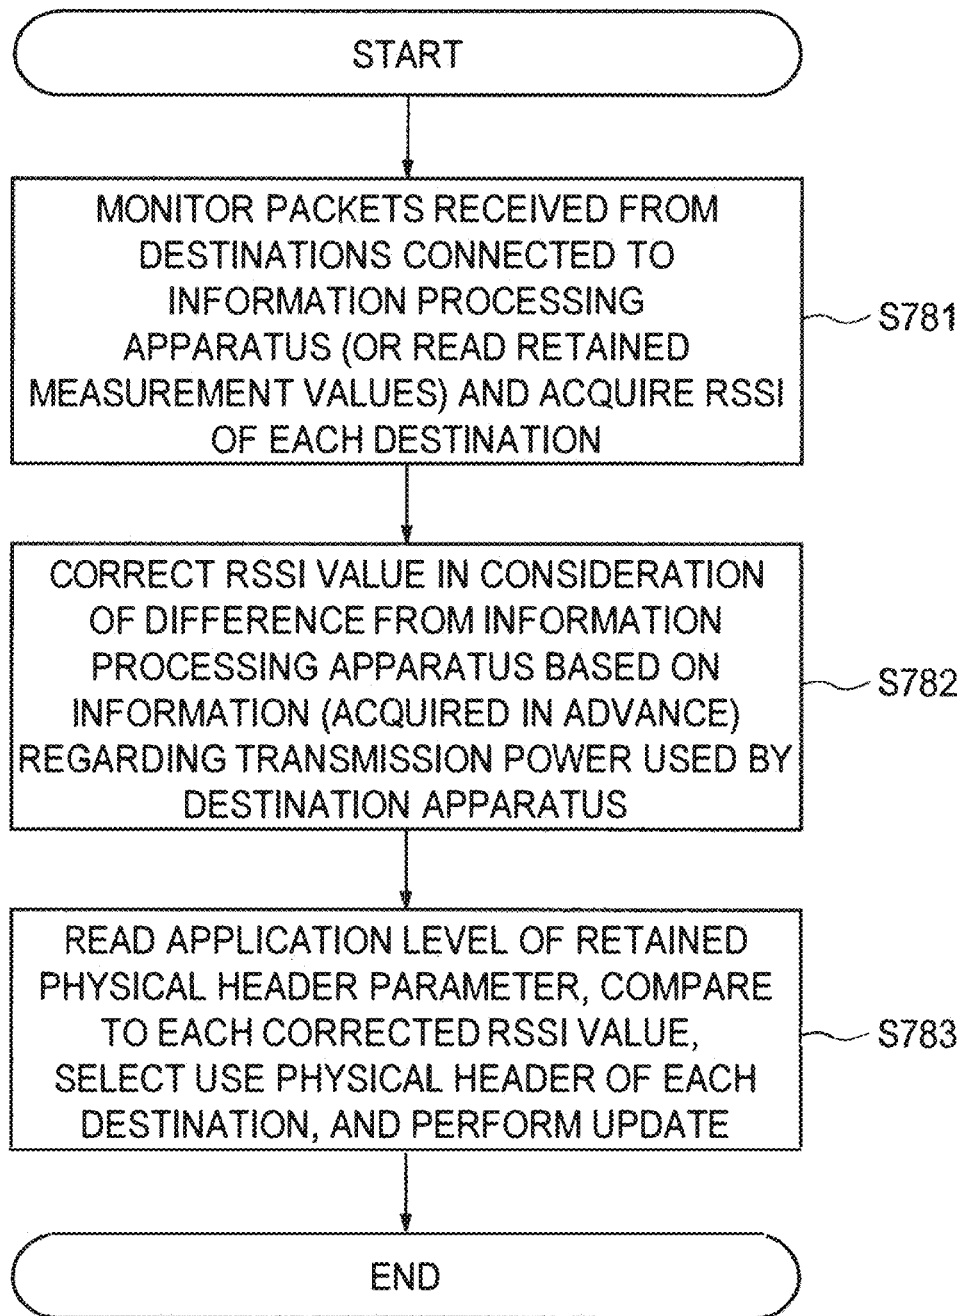 START
MONITOR PACKETS RECEIVED FROM
DESTINATIONS CONNECTED TO
INFORMATION PROCESSING
APPARATUS (OR READ RETAINED
MEASUREMENT VALUES) AND ACQUIRE RSSI
OF EACH DESTINATION
S781
CORRECT RSSI VALUE IN CONSIDERATION
OF DIFFERENCE FROM INFORMATION
PROCESSING APPARATUS BASED ON
INFORMATION (ACQUIRED IN ADVANCE)
REGARDING TRANSMISSION POWER USED BY
DESTINATION APPARATUS
S782
READ APPLICATION LEVEL OF RETAINED
PHYSICAL HEADER PARAMETER, COMPARE
TO EACH CORRECTED RSSI VALUE,
SELECT USE PHYSICAL HEADER OF EACH
DESTINATION, AND PERFORM UPDATE
S783
END